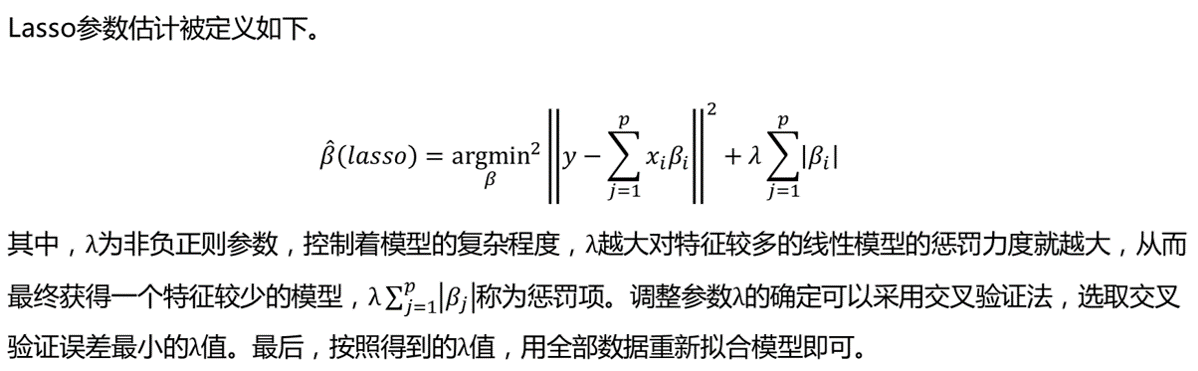 Lasso参数估计被定义如下。
$$\hat{\beta}(lasso) = \underset{\beta}{\mathrm{argmin}^2} \left\| y - \sum_{j=1}^{p} x_i \beta_i \right\|^2 + \lambda \sum_{j=1}^{p} |\beta_i|$$
其中，λ为非负正则参数，控制着模型的复杂程度，λ越大对特征较多的线性模型的惩罚力度就越大，从而
最终获得一个特征较少的模型，$\lambda \sum_{j=1}^{p} |\beta_j|$称为惩罚项。调整参数λ的确定可以采用交叉验证法，选取交叉
验证误差最小的λ值。最后，按照得到的λ值，用全部数据重新拟合模型即可。